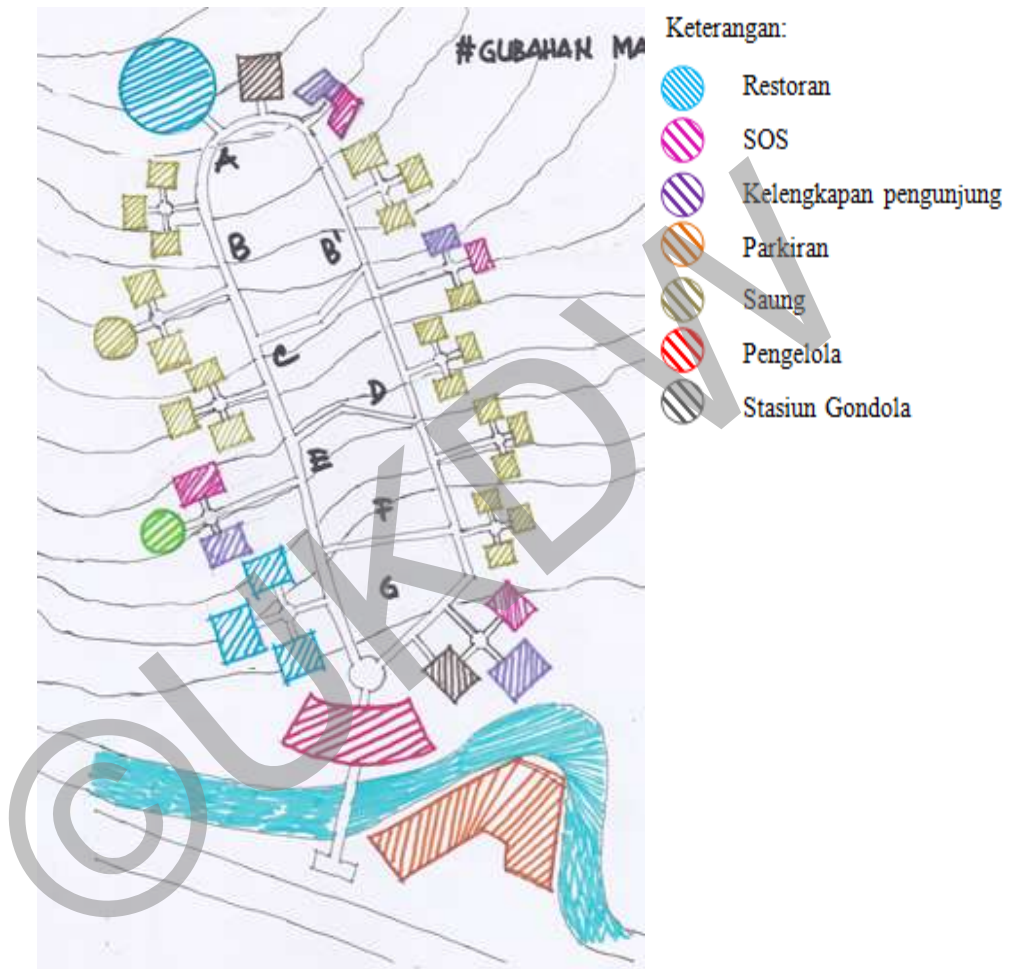 #GUBAHAN MA
Keterangan:
Restoran
SOS
Kelengkapan pengunjung
Parkiran
Saung
Pengelola
Stasiun Gondola
A
B
B'
C
D
E
F
G
©UKDW